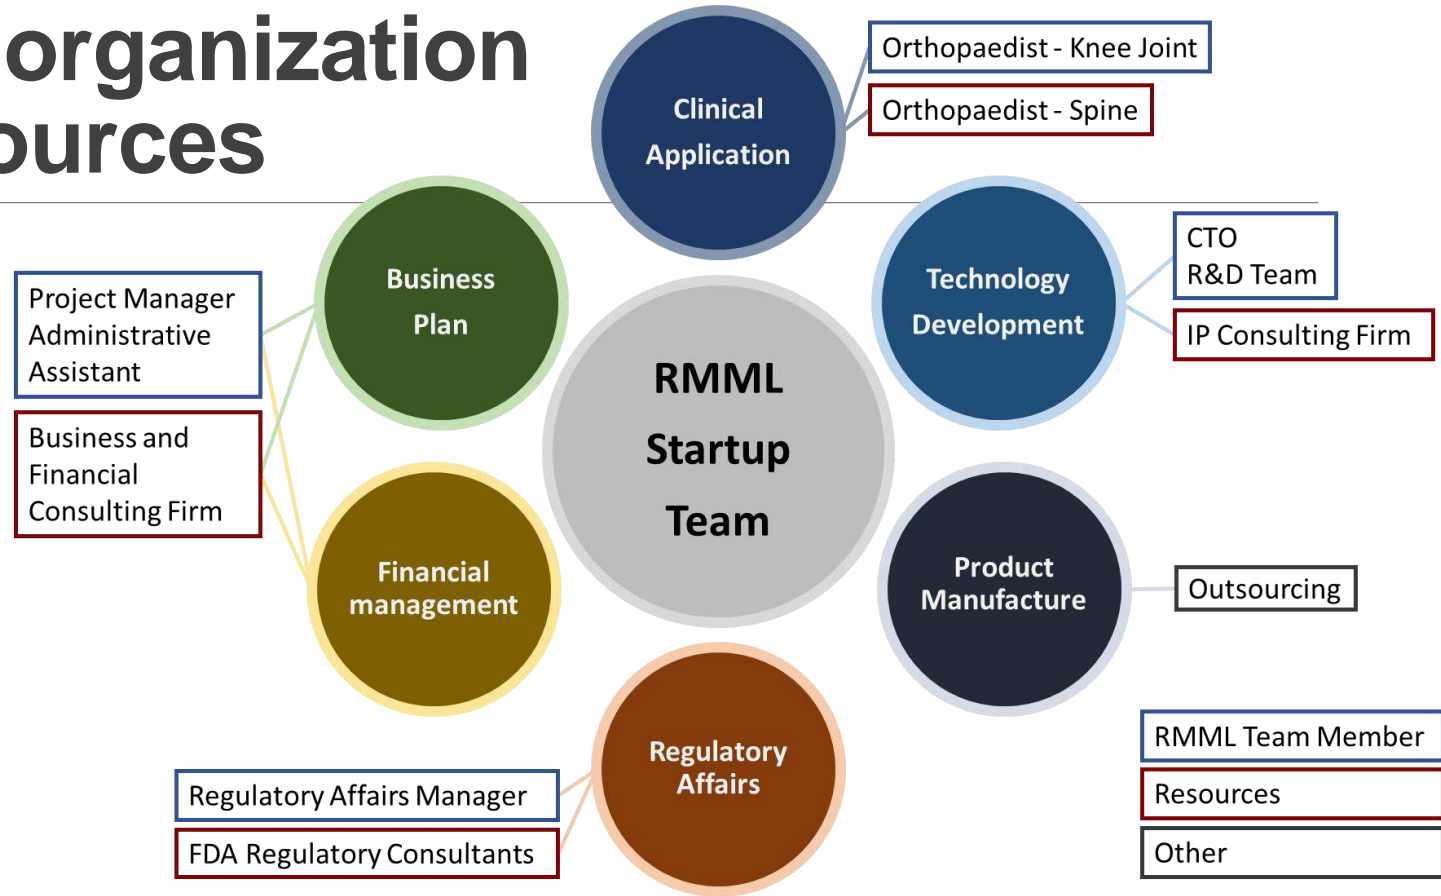 organization
ources
Clinical
Application
Orthopaedist - Knee Joint
Orthopaedist - Spine
Business
Plan
Technology
Development
CTO
R&D Team
IP Consulting Firm
Project Manager
Administrative
Assistant
Business and
Financial
Consulting Firm
RMML
Startup
Team
Financial
management
Product
Manufacture
Outsourcing
Regulatory
Affairs
Regulatory Affairs Manager
FDA Regulatory Consultants
RMML Team Member
Resources
Other